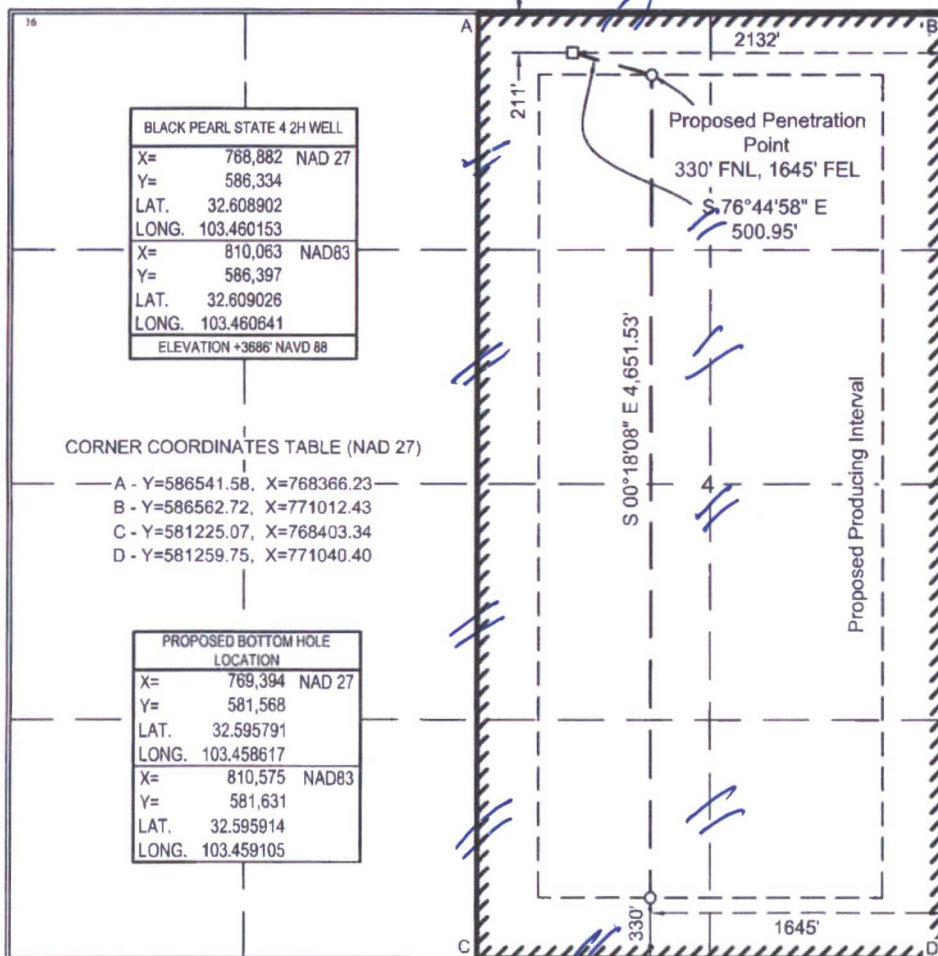 16
A
B
2132'
211'
Proposed Penetration
Point
330' FNL, 1645' FEL
S 76°44'58" E
500.95'
BLACK PEARL STATE 4 2H WELL
X= 768,882 NAD 27
Y= 586,334
LAT. 32.608902
LONG. 103.460153
X= 810,063 NAD83
Y= 586,397
LAT. 32.609026
LONG. 103.460641
ELEVATION +3686' NAVD 88
S 00°18'08" E 4,651.53'
Proposed Producing Interval
4
CORNER COORDINATES TABLE (NAD 27)
A - Y=586541.58, X=768366.23
B - Y=586562.72, X=771012.43
C - Y=581225.07, X=768403.34
D - Y=581259.75, X=771040.40
PROPOSED BOTTOM HOLE
LOCATION
X= 769,394 NAD 27
Y= 581,568
LAT. 32.595791
LONG. 103.458617
X= 810,575 NAD83
Y= 581,631
LAT. 32.595914
LONG. 103.459105
330'
1645'
C
D